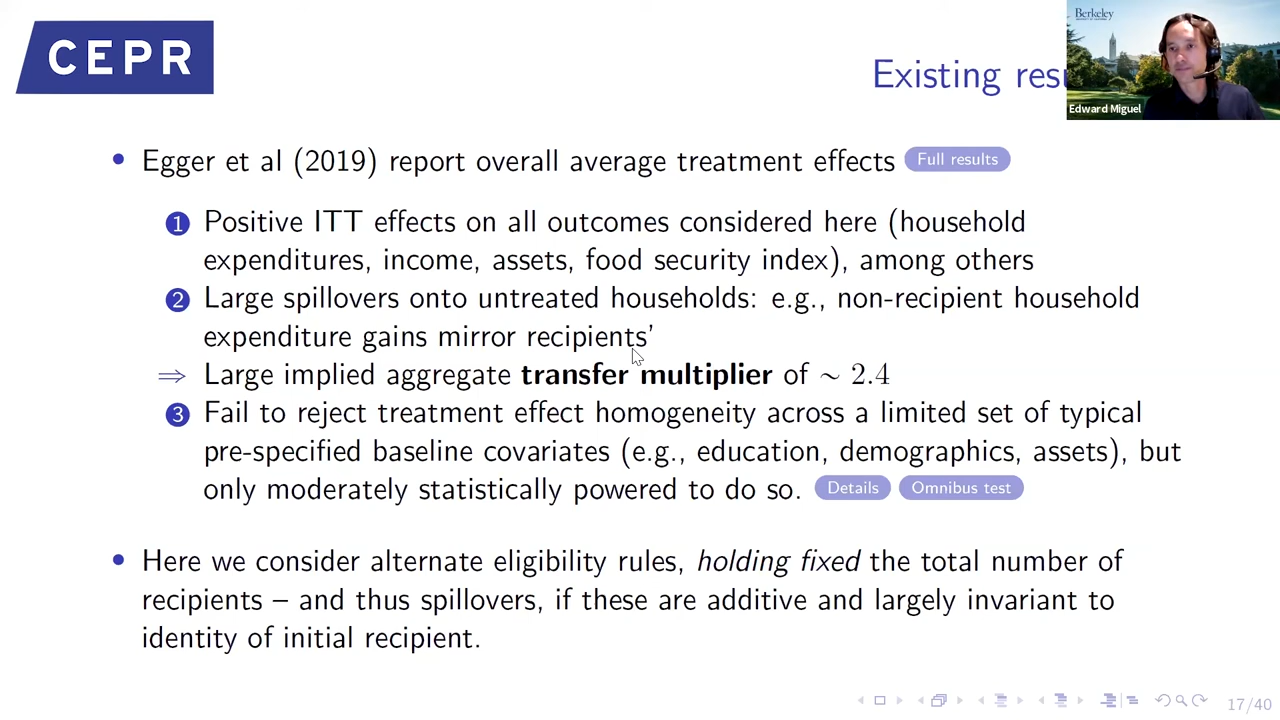 CEPR
Berkeley
Existing resu
Edward Miguel
• Egger et al (2019) report overall average treatment effects Full results
1 Positive ITT effects on all outcomes considered here (household
expenditures, income, assets, food security index), among others
2 Large spillovers onto untreated households: e.g., non-recipient household
expenditure gains mirror recipients’
⇒ Large implied aggregate transfer multiplier of ∼ 2.4
3 Fail to reject treatment effect homogeneity across a limited set of typical
pre-specified baseline covariates (e.g., education, demographics, assets), but
only moderately statistically powered to do so. Details Omnibus test
• Here we consider alternate eligibility rules, holding fixed the total number of
recipients – and thus spillovers, if these are additive and largely invariant to
identity of initial recipient.
17/40